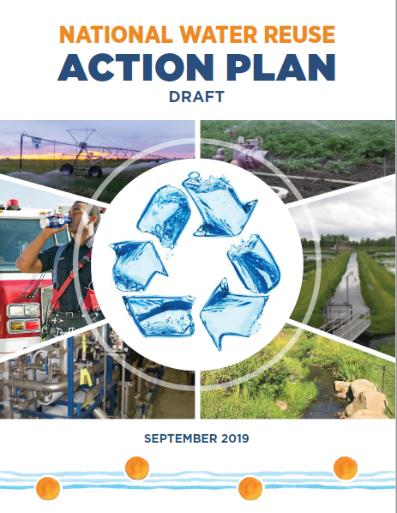 NATIONAL WATER REUSE
ACTION PLAN
DRAFT
SEPTEMBER 2019